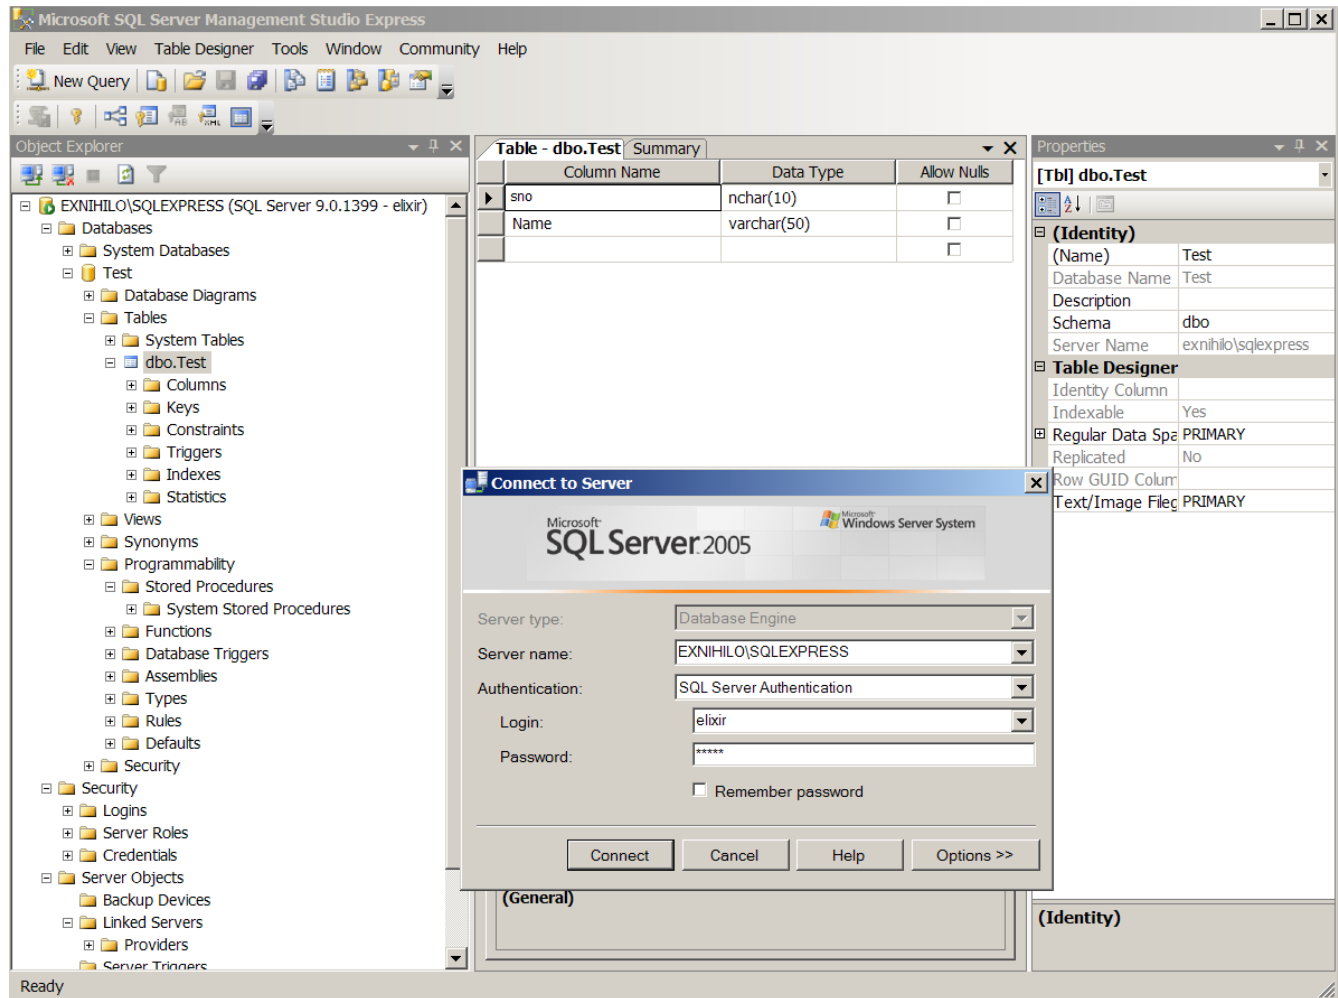 Microsoft SQL Server Management Studio Express
File Edit View Table Designer Tools Window Community Help
New Query
Object Explorer
EXNIHILO\SQLEXPRESS (SQL Server 9.0.1399 - elixir)
Databases
System Databases
Test
Database Diagrams
Tables
System Tables
dbo.Test
Columns
Keys
Constraints
Triggers
Indexes
Statistics
Views
Synonyms
Programmability
Stored Procedures
System Stored Procedures
Functions
Database Triggers
Assemblies
Types
Rules
Defaults
Security
Security
Logins
Server Roles
Credentials
Server Objects
Backup Devices
Linked Servers
Providers
Server Triggers
Table - dbo.Test Summary
Column Name Data Type Allow Nulls
sno nchar(10)
Name varchar(50)
(General)
Properties
[Tbl] dbo.Test
(Identity)
(Name) Test
Database Name Test
Description
Schema dbo
Server Name exnihilo\sqlexpress
Table Designer
Identity Column
Indexable Yes
Regular Data Spa PRIMARY
Replicated No
Row GUID Colum
Text/Image Fileg PRIMARY
(Identity)
Connect to Server
Microsoft
SQL Server 2005
Microsoft
Windows Server System
Server type: Database Engine
Server name: EXNIHILO\SQLEXPRESS
Authentication: SQL Server Authentication
Login: elixir
Password: *****
Remember password
Connect Cancel Help Options >>
Ready